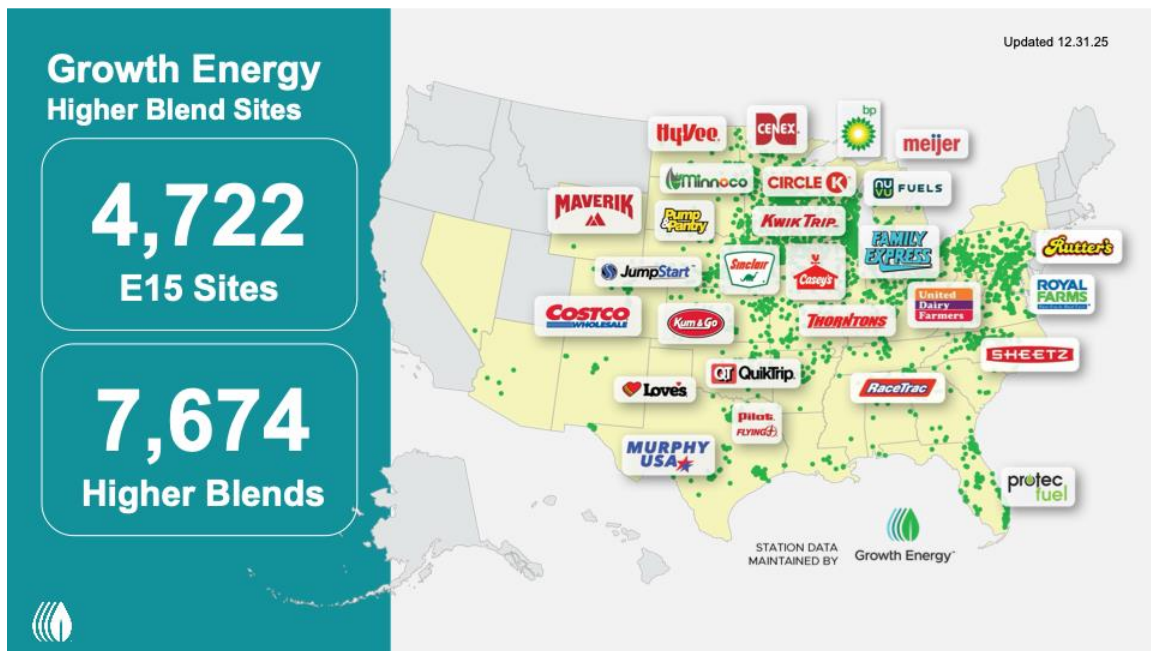 Updated 12.31.25
Growth Energy
Higher Blend Sites
4,722
E15 Sites
7,674
Higher Blends
HyVee.
CENEX.
bp
meijer
Minnoco
CIRCLE K
NUVU FUELS
MAVERIK
Pump & Pantry
KWIK TRIP
FAMILY EXPRESS
Rutter's
JumpStart
Sinclair
Casey's
United
Dairy
Farmers
ROYAL
FARMS
COSTCO
WHOLESALE
Kum & Go
THORNTONS
SHEETZ
Love's
QT QuikTrip.
RaceTrac
Pilot.
FLYING J
MURPHY
USA
protec
fuel
STATION DATA
MAINTAINED BY
Growth Energy™